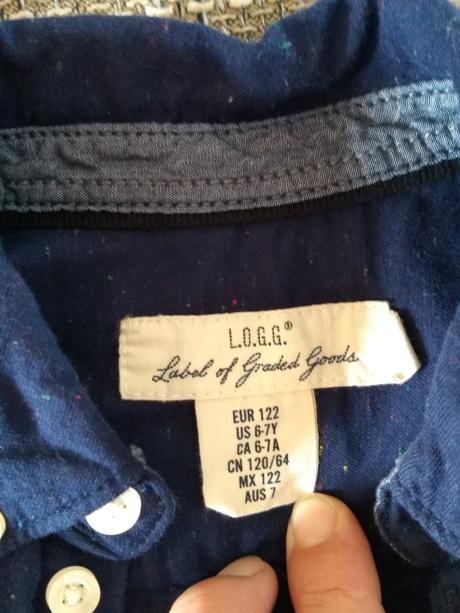 L.O.G.G.®
Label of Graded Goods
EUR 122
US 6-7Y
CA 6-7A
CN 120/64
MX 122
AUS 7